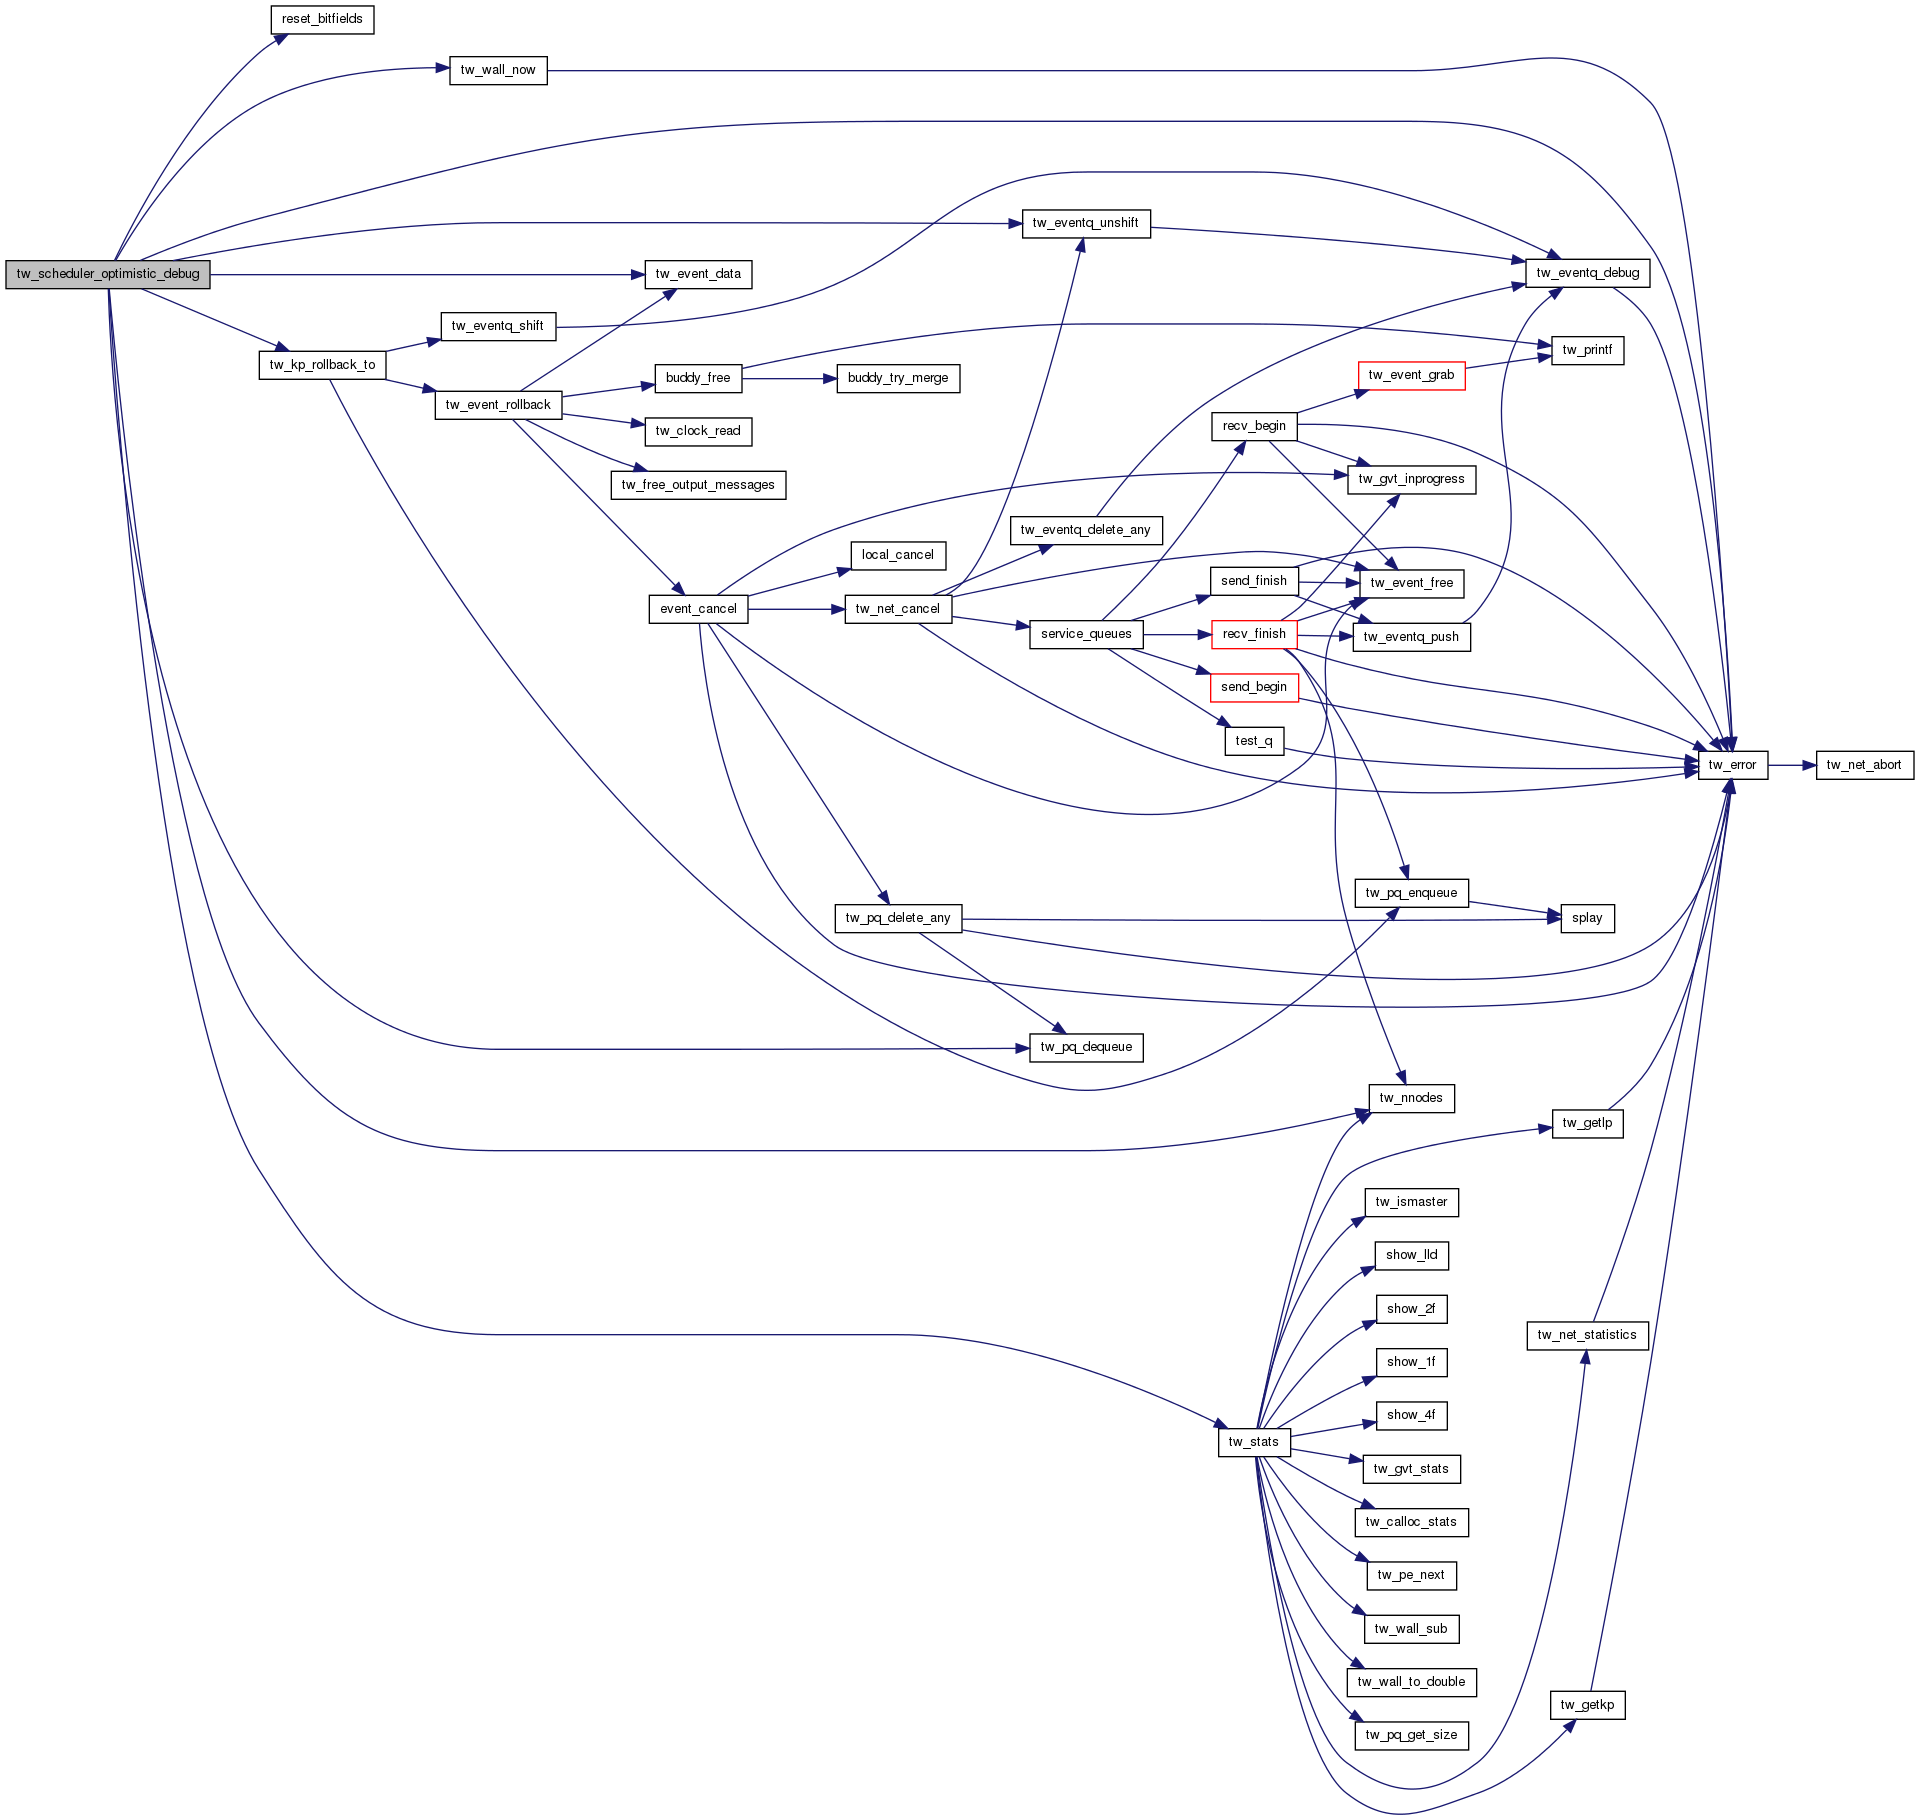 reset_bitfields
tw_wall_now
tw_eventq_unshift
tw_scheduler_optimistic_debug
tw_event_data
tw_eventq_debug
tw_eventq_shift
tw_printf
tw_kp_rollback_to
buddy_free
buddy_try_merge
tw_event_grab
tw_event_rollback
recv_begin
tw_clock_read
tw_gvt_inprogress
tw_free_output_messages
tw_eventq_delete_any
local_cancel
send_finish
tw_event_free
event_cancel
tw_net_cancel
service_queues
recv_finish
tw_eventq_push
send_begin
test_q
tw_error
tw_net_abort
tw_pq_enqueue
tw_pq_delete_any
splay
tw_pq_dequeue
tw_nnodes
tw_getlp
tw_ismaster
show_lld
show_2f
tw_net_statistics
show_1f
show_4f
tw_stats
tw_gvt_stats
tw_calloc_stats
tw_pe_next
tw_wall_sub
tw_wall_to_double
tw_getkp
tw_pq_get_size